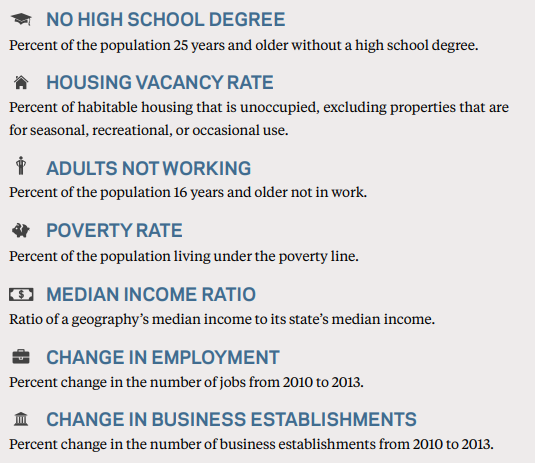 NO HIGH SCHOOL DEGREE
Percent of the population 25 years and older without a high school degree.
HOUSING VACANCY RATE
Percent of habitable housing that is unoccupied, excluding properties that are
for seasonal, recreational, or occasional use.
ADULTS NOT WORKING
Percent of the population 16 years and older not in work.
POVERTY RATE
Percent of the population living under the poverty line.
$
MEDIAN INCOME RATIO
Ratio of a geography’s median income to its state’s median income.
CHANGE IN EMPLOYMENT
Percent change in the number of jobs from 2010 to 2013.
CHANGE IN BUSINESS ESTABLISHMENTS
Percent change in the number of business establishments from 2010 to 2013.